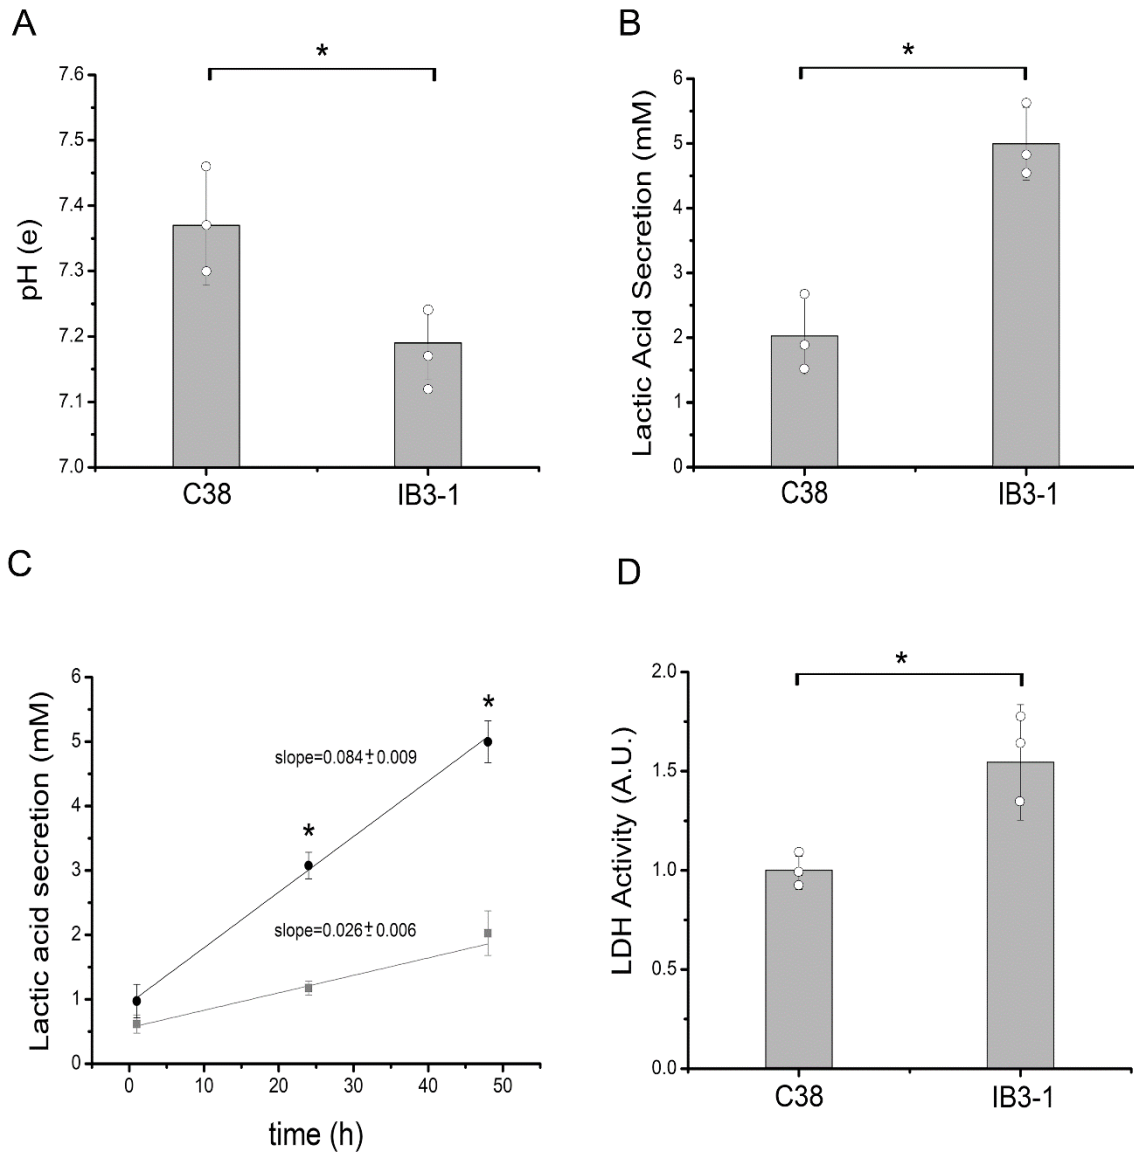 A
*
7.6
7.5
7.4
7.3
7.2
7.1
7.0
pH (e)
C38
IB3-1
B
*
6
5
4
3
2
1
0
Lactic Acid Secretion (mM)
C38
IB3-1
C
6
5
4
3
2
1
0
Lactic acid secretion (mM)
*
slope=0.084±0.009
*
slope=0.026±0.006
0
10
20
30
40
50
time (h)
D
*
2.0
1.5
1.0
0.5
0.0
LDH Activity (A.U.)
C38
IB3-1